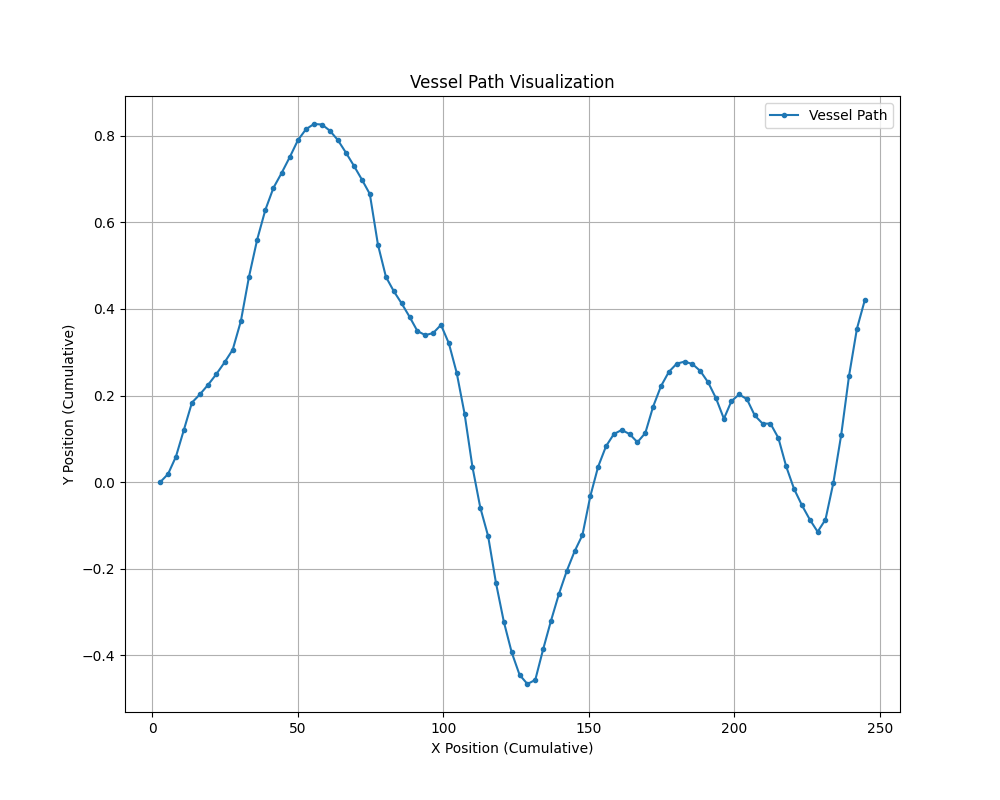 Vessel Path Visualization
Vessel Path
Y Position (Cumulative)
0.8
0.6
0.4
0.2
0.0
−0.2
−0.4
0 50 100 150 200 250
X Position (Cumulative)